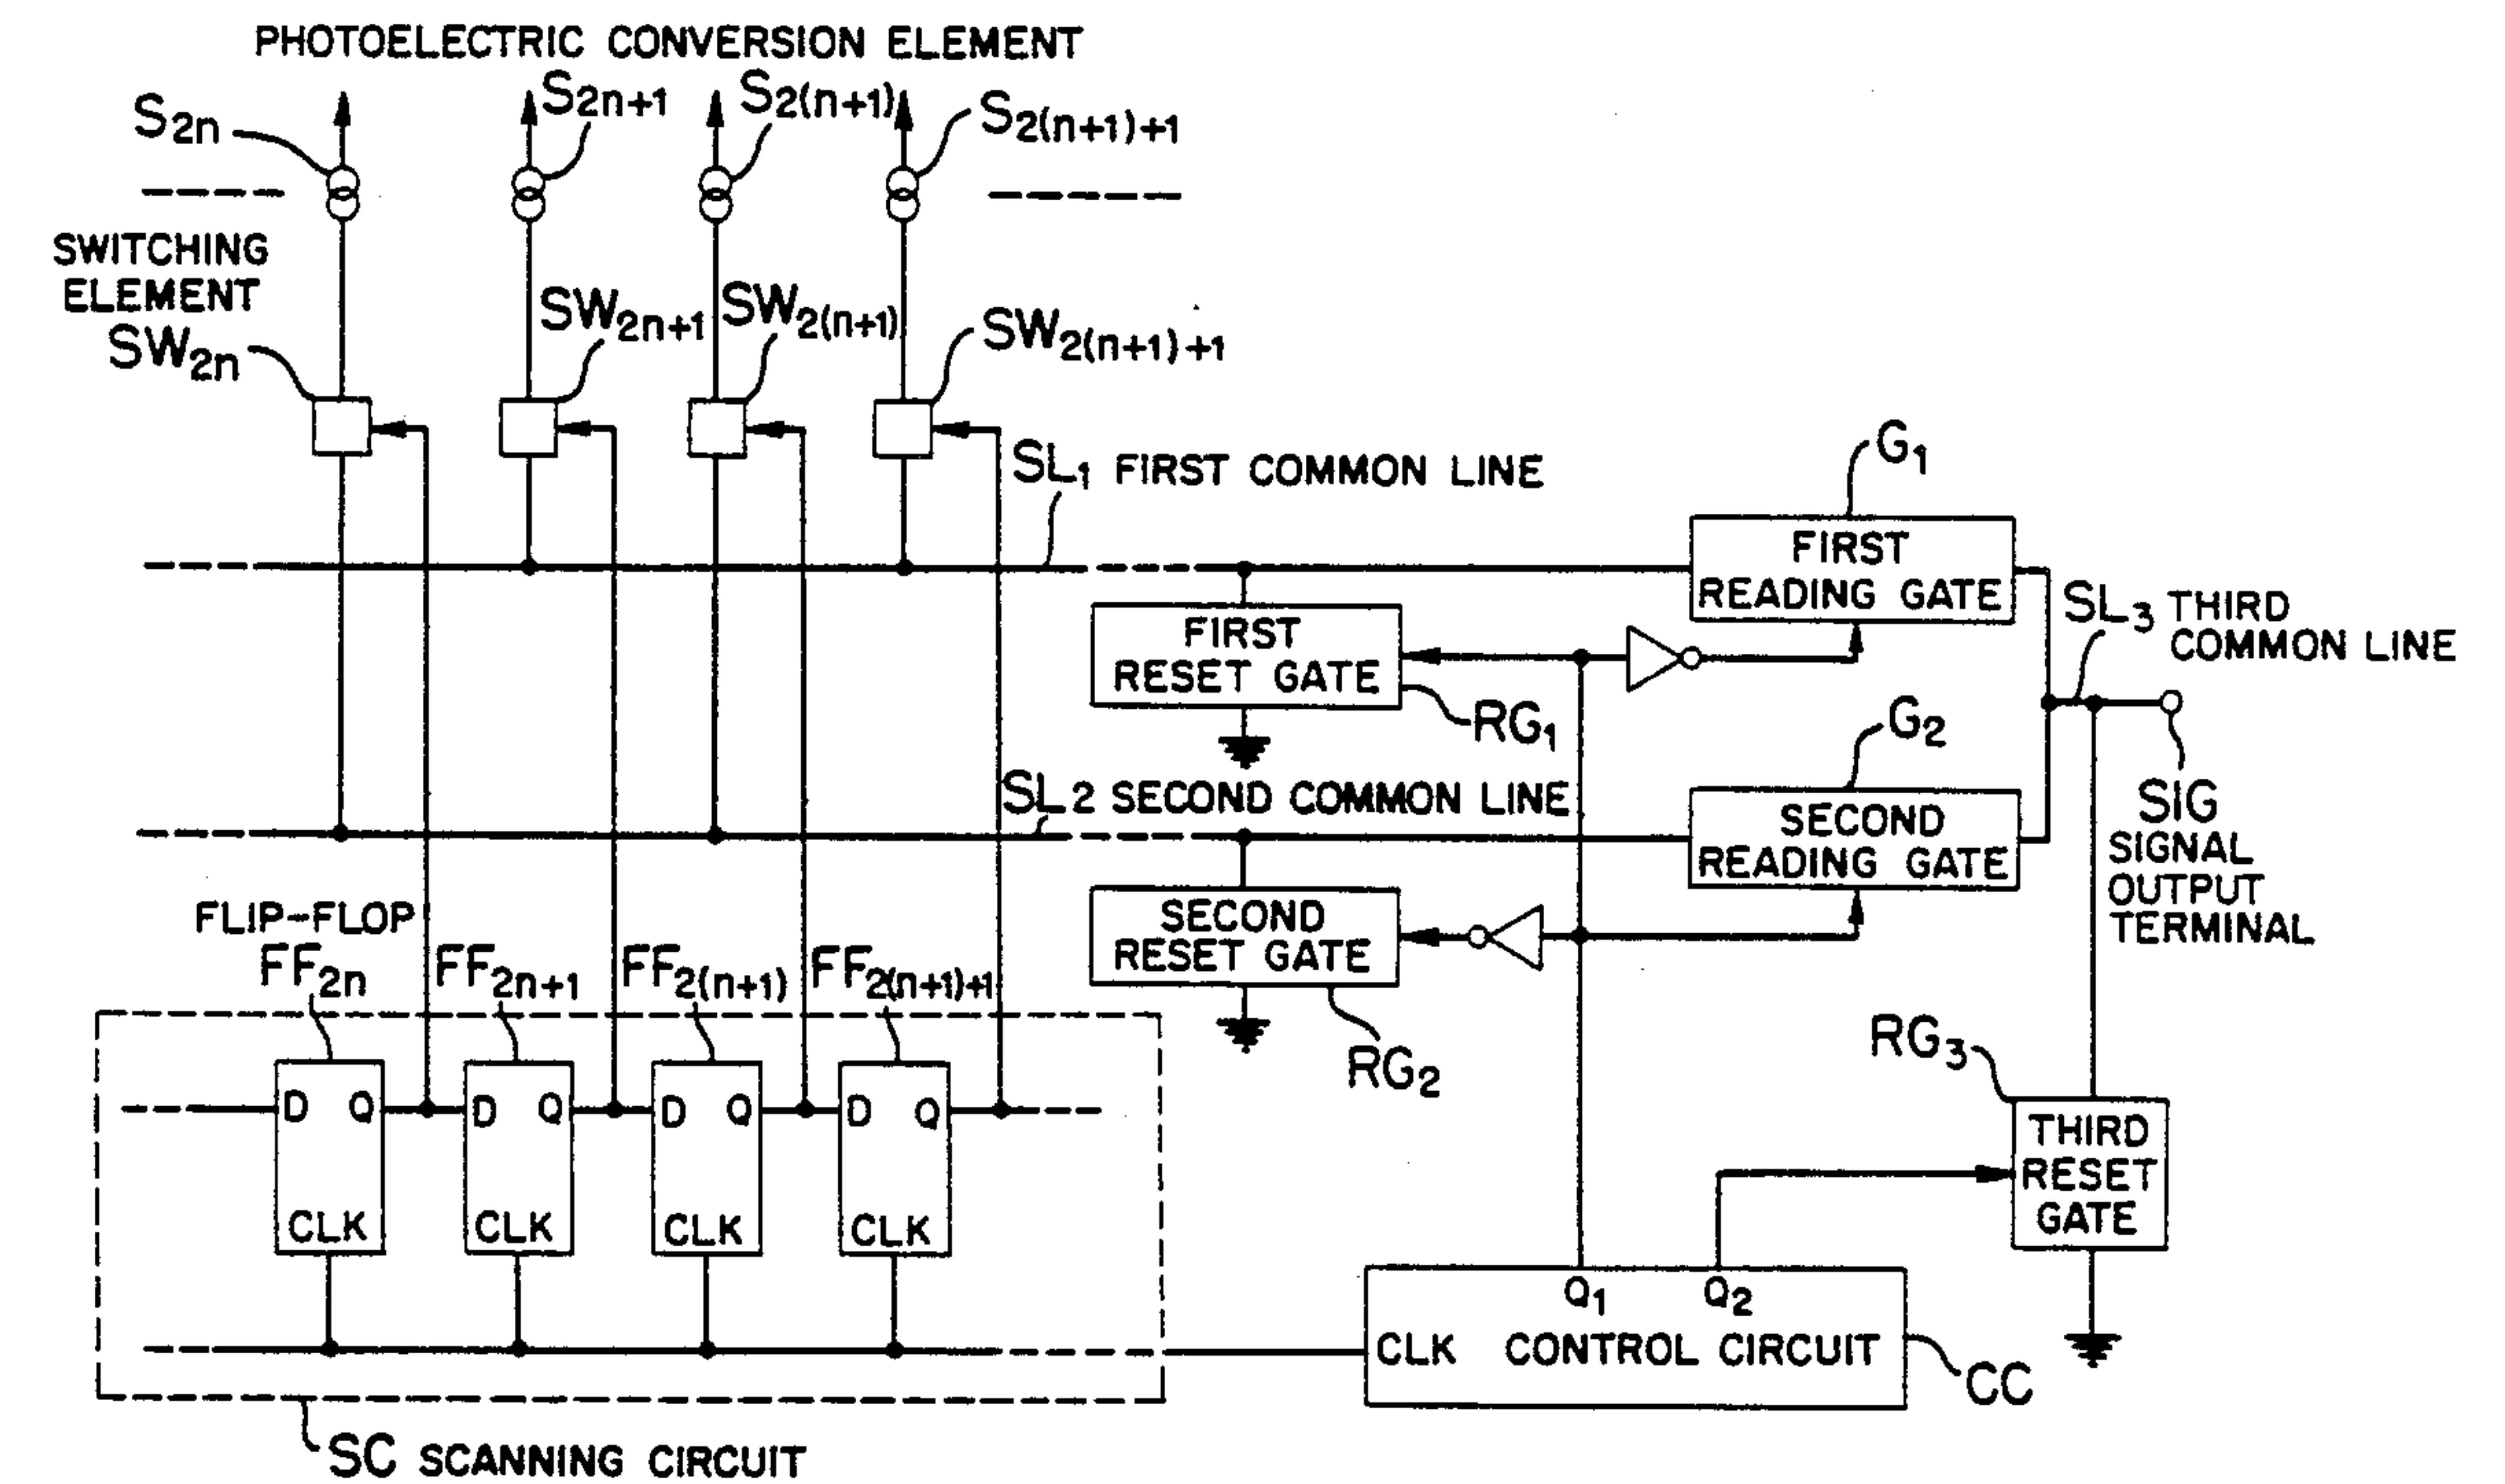 PHOTOELECTRIC CONVERSION ELEMENT
S2n
S2n+1
S2(n+1)
S2(n+1)+1
SWITCHING
ELEMENT
SW2n
SW2n+1
SW2(n+1)
SW2(n+1)+1
SL1 FIRST COMMON LINE
G1
FIRST
READING GATE
SL3 THIRD
COMMON LINE
FIRST
RESET GATE
RG1
G2
SL2 SECOND COMMON LINE
SECOND
READING GATE
SIG
SIGNAL
OUTPUT
TERMINAL
SECOND
RESET GATE
RG2
FLIP-FLOP
FF2n
FF2n+1
FF2(n+1)
FF2(n+1)+1
RG3
D Q D Q D Q D Q
THIRD
RESET
GATE
CLK CLK CLK CLK
Q1 Q2
CLK CONTROL CIRCUIT
CC
SC SCANNING CIRCUIT